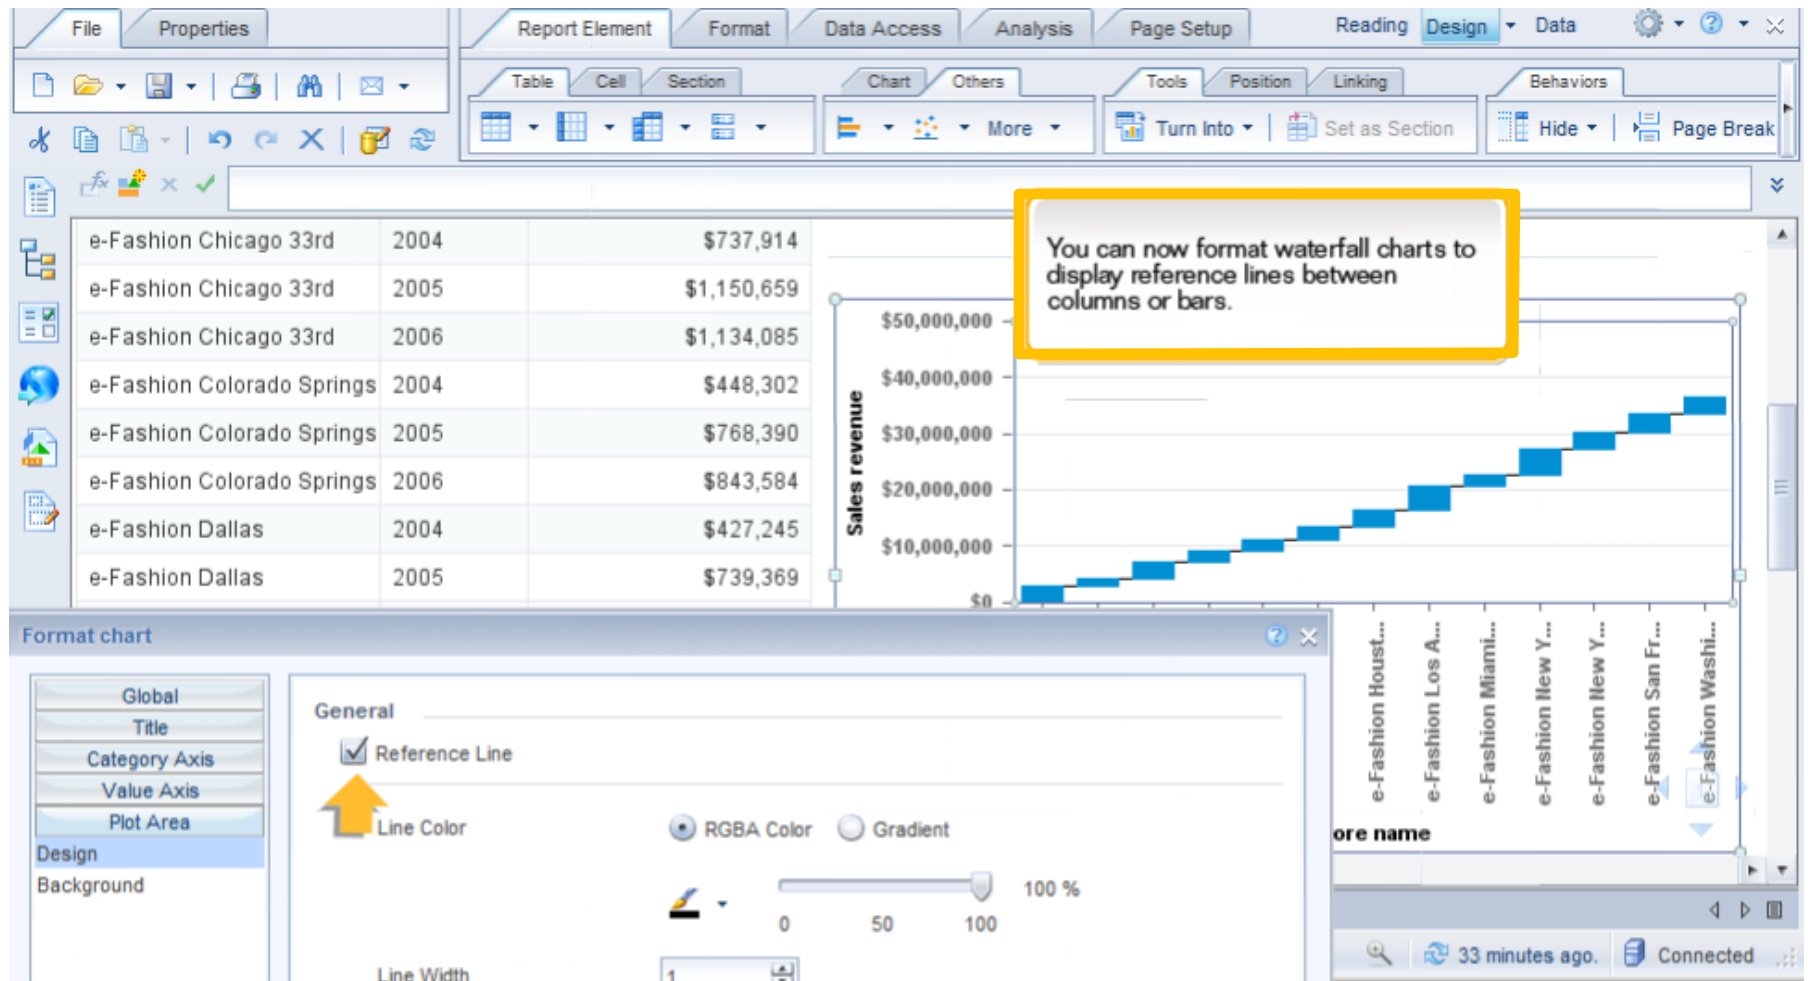 File Properties
Report Element Format Data Access Analysis Page Setup
Reading Design Data
Table Cell Section
Chart Others
Tools Position Linking
Behaviors
More
Turn Into Set as Section
Hide Page Break
You can now format waterfall charts to
display reference lines between
columns or bars.
e-Fashion Chicago 33rd 2004 $737,914
e-Fashion Chicago 33rd 2005 $1,150,659
e-Fashion Chicago 33rd 2006 $1,134,085
e-Fashion Colorado Springs 2004 $448,302
e-Fashion Colorado Springs 2005 $768,390
e-Fashion Colorado Springs 2006 $843,584
e-Fashion Dallas 2004 $427,245
e-Fashion Dallas 2005 $739,369
Sales revenue
$50,000,000
$40,000,000
$30,000,000
$20,000,000
$10,000,000
$0
e-Fashion Houst...
e-Fashion Los A...
e-Fashion Miami...
e-Fashion New Y...
e-Fashion New Y...
e-Fashion San Fr...
e-Fashion Washi...
ore name
Format chart
Global
Title
Category Axis
Value Axis
Plot Area
Design
Background
General
Reference Line
Line Color RGBA Color Gradient
100 %
0 50 100
Line Width 1
33 minutes ago. Connected